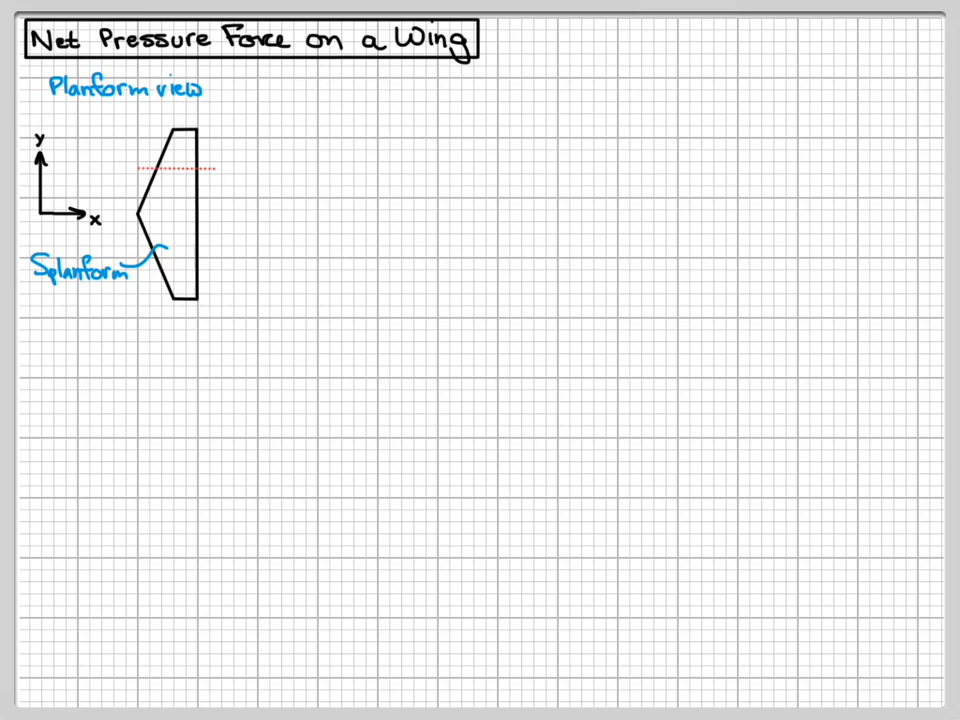 Net Pressure Force on a Wing
Planform view
y
x
Splanform